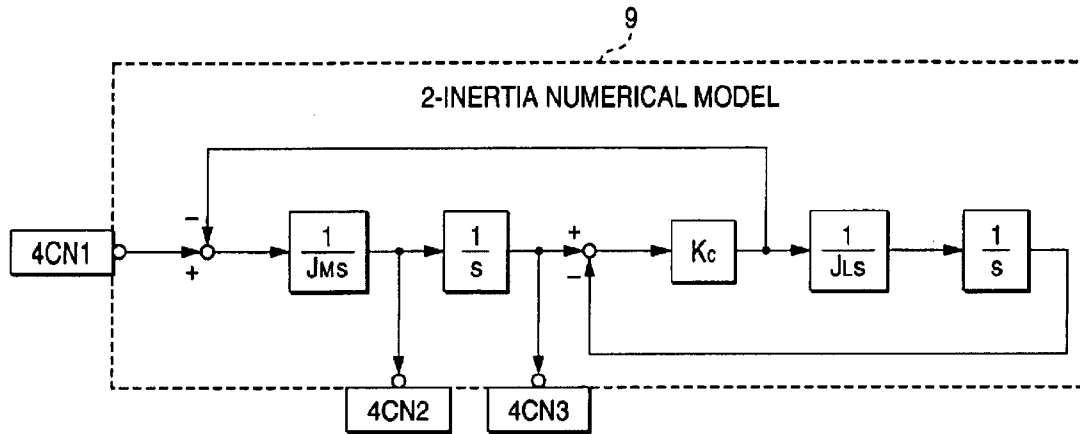 9
2-INERTIA NUMERICAL MODEL
4CN1
−
+
1
JMs
1
s
+
−
Kc
1
JLs
1
s
4CN2
4CN3